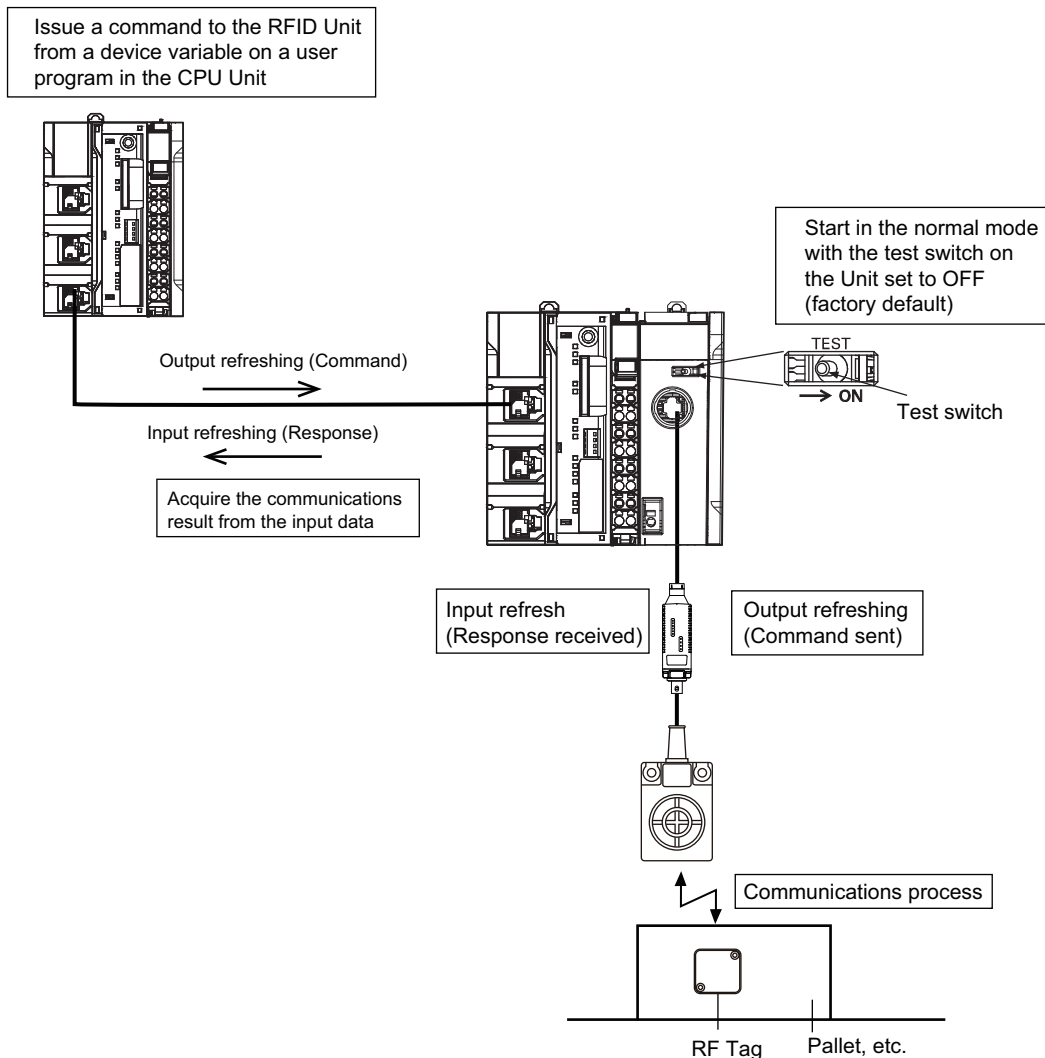 Issue a command to the RFID Unit
from a device variable on a user
program in the CPU Unit
Start in the normal mode
with the test switch on
the Unit set to OFF
(factory default)
TEST
ON
Test switch
Output refreshing (Command)
Input refreshing (Response)
Acquire the communications
result from the input data
Input refresh
(Response received)
Output refreshing
(Command sent)
Communications process
RF Tag
Pallet, etc.